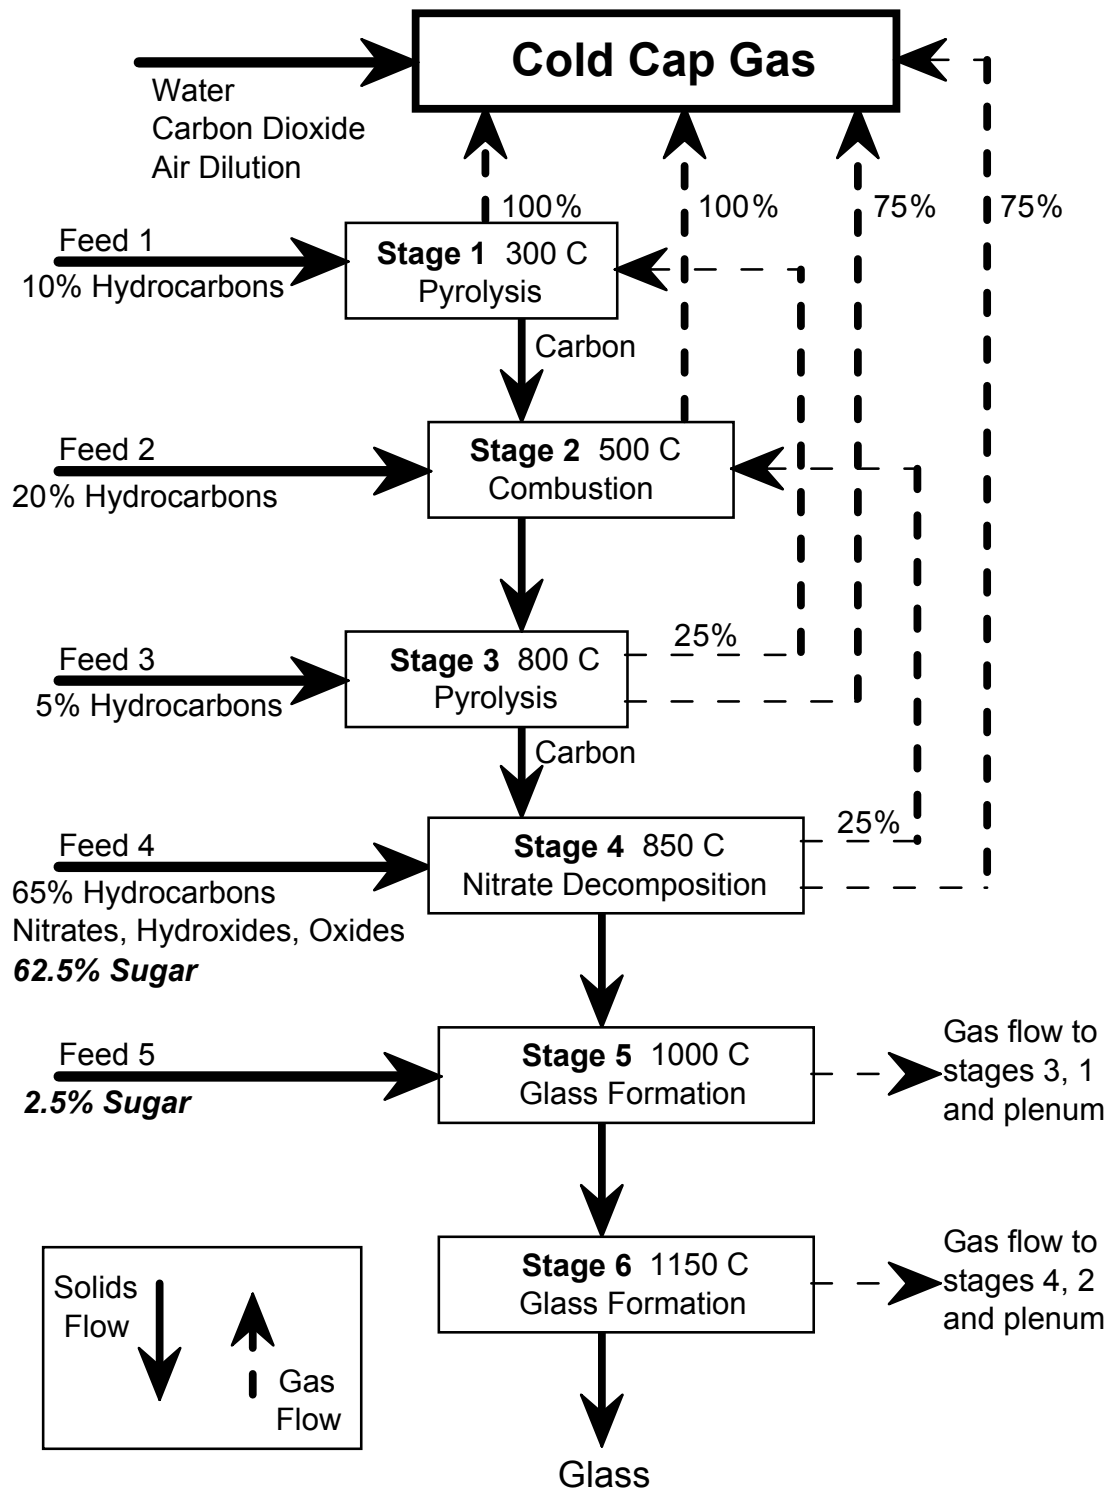 Cold Cap Gas
Water
Carbon Dioxide
Air Dilution
100%
100%
75%
75%
Feed 1
10% Hydrocarbons
Stage 1 300 C
Pyrolysis
Carbon
Feed 2
20% Hydrocarbons
Stage 2 500 C
Combustion
Feed 3
5% Hydrocarbons
Stage 3 800 C
Pyrolysis
25%
Carbon
Feed 4
65% Hydrocarbons
Nitrates, Hydroxides, Oxides
62.5% Sugar
Stage 4 850 C
Nitrate Decomposition
25%
Feed 5
2.5% Sugar
Stage 5 1000 C
Glass Formation
Gas flow to
stages 3, 1
and plenum
Stage 6 1150 C
Glass Formation
Gas flow to
stages 4, 2
and plenum
Solids
Flow
Gas
Flow
Glass